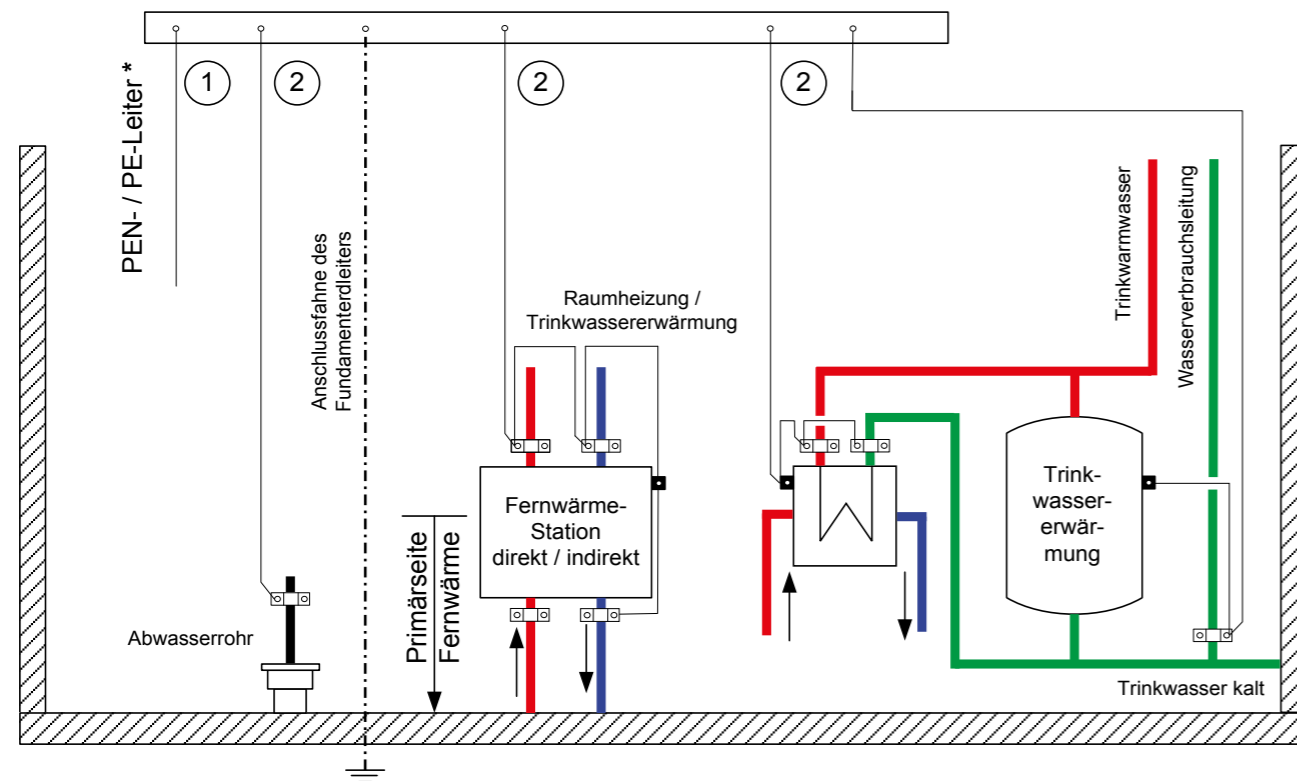 1
2
2
2
PEN- / PE-Leiter *
Anschlussfahne des
Fundamenterdleiters
Raumheizung /
Trinkwassererwärmung
Trinkwarmwasser
Wasserverbrauchsleitung
Fernwärme-
Station
direkt / indirekt
Trink-
wasser-
erwär-
mung
Primärseite
Fernwärme
Abwasserrohr
Trinkwasser kalt